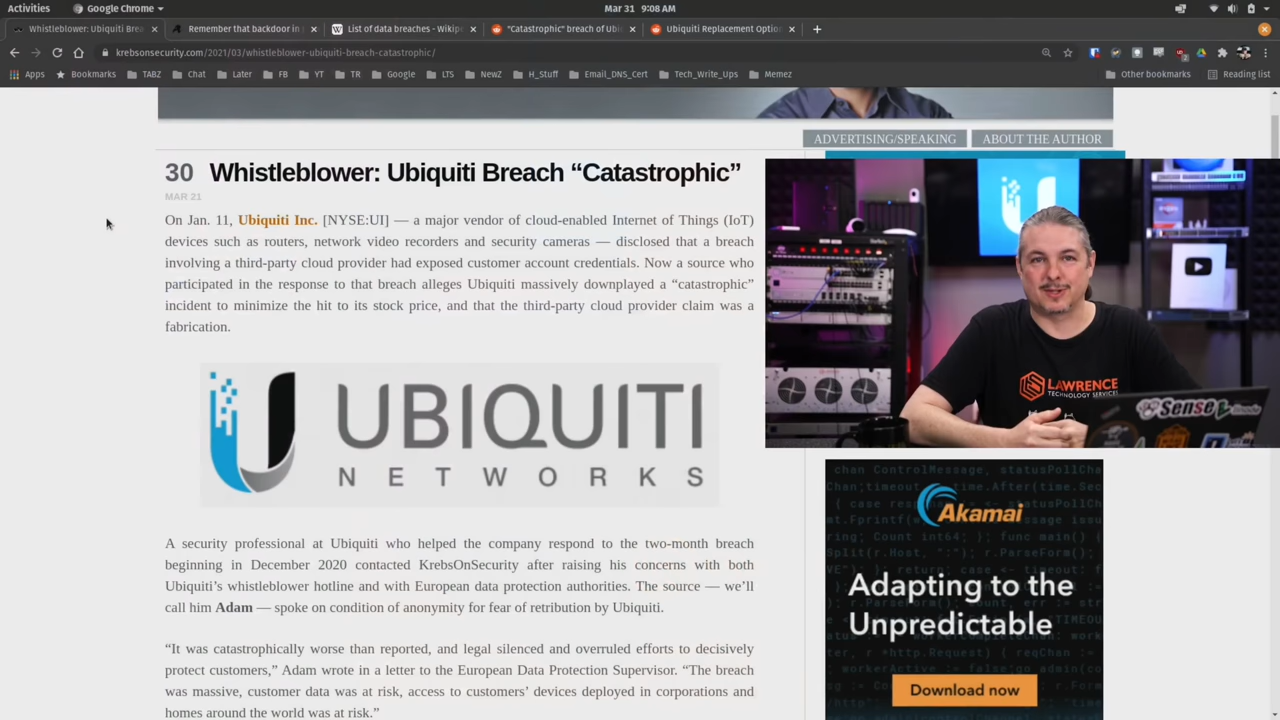 Activities
Google Chrome
Mar 31 9:08 AM
Whistleblower: Ubiquiti Brea
Remember that backdoor in
List of data breaches - Wikip
"Catastrophic" breach of Ubi
Ubiquiti Replacement Option
krebsonsecurity.com/2021/03/whistleblower-ubiquiti-breach-catastrophic/
Apps
Bookmarks
TABZ
Chat
Later
FB
YT
TR
Google
LTS
NewZ
H_Stuff
Email_DNS_Cert
Tech_Write_Ups
Memez
Other bookmarks
Reading list
ADVERTISING/SPEAKING
ABOUT THE AUTHOR
30 Whistleblower: Ubiquiti Breach “Catastrophic”
MAR 21
On Jan. 11, Ubiquiti Inc. [NYSE:UI] — a major vendor of cloud-enabled Internet of Things (IoT)
devices such as routers, network video recorders and security cameras — disclosed that a breach
involving a third-party cloud provider had exposed customer account credentials. Now a source who
participated in the response to that breach alleges Ubiquiti massively downplayed a “catastrophic”
incident to minimize the hit to its stock price, and that the third-party cloud provider claim was a
fabrication.
UBIQUITI
NETWORKS
A security professional at Ubiquiti who helped the company respond to the two-month breach
beginning in December 2020 contacted KrebsOnSecurity after raising his concerns with both
Ubiquiti’s whistleblower hotline and with European data protection authorities. The source — we’ll
call him Adam — spoke on condition of anonymity for fear of retribution by Ubiquiti.
“It was catastrophically worse than reported, and legal silenced and overruled efforts to decisively
protect customers,” Adam wrote in a letter to the European Data Protection Supervisor. “The breach
was massive, customer data was at risk, access to customers’ devices deployed in corporations and
homes around the world was at risk.”
LAWRENCE
TECHNOLOGY SERVICES
Akamai
Adapting to the
Unpredictable
Download now